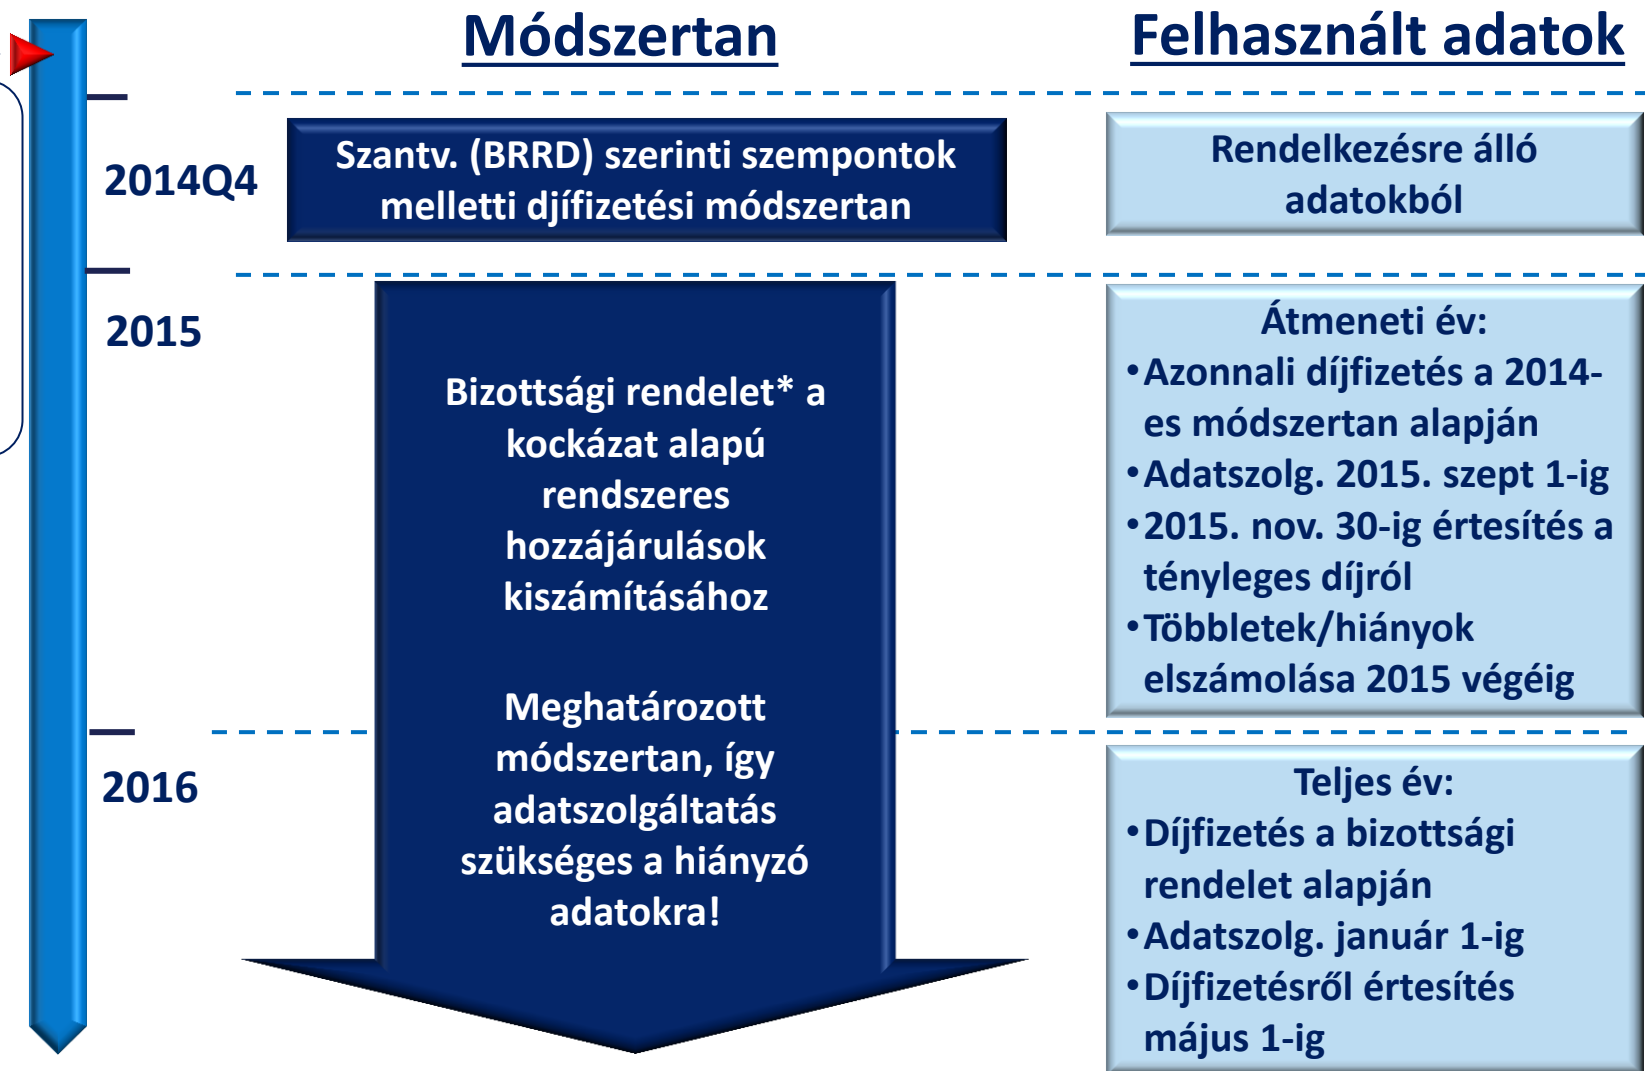 Módszertan
Felhasznált adatok
2014Q4
Szantv. (BRRD) szerinti szempontok
melletti djífizetési módszertan
Rendelkezésre álló
adatokból
2015
Bizottsági rendelet* a
kockázat alapú
rendszeres
hozzájárulások
kiszámításához
Meghatározott
módszertan, így
adatszolgáltatás
szükséges a hiányzó
adatokra!
Átmeneti év:
•Azonnali díjfizetés a 2014-
es módszertan alapján
•Adatszolg. 2015. szept 1-ig
•2015. nov. 30-ig értesítés a
tényleges díjról
•Többletek/hiányok
elszámolása 2015 végéig
2016
Teljes év:
•Díjfizetés a bizottsági
rendelet alapján
•Adatszolg. január 1-ig
•Díjfizetésről értesítés
május 1-ig